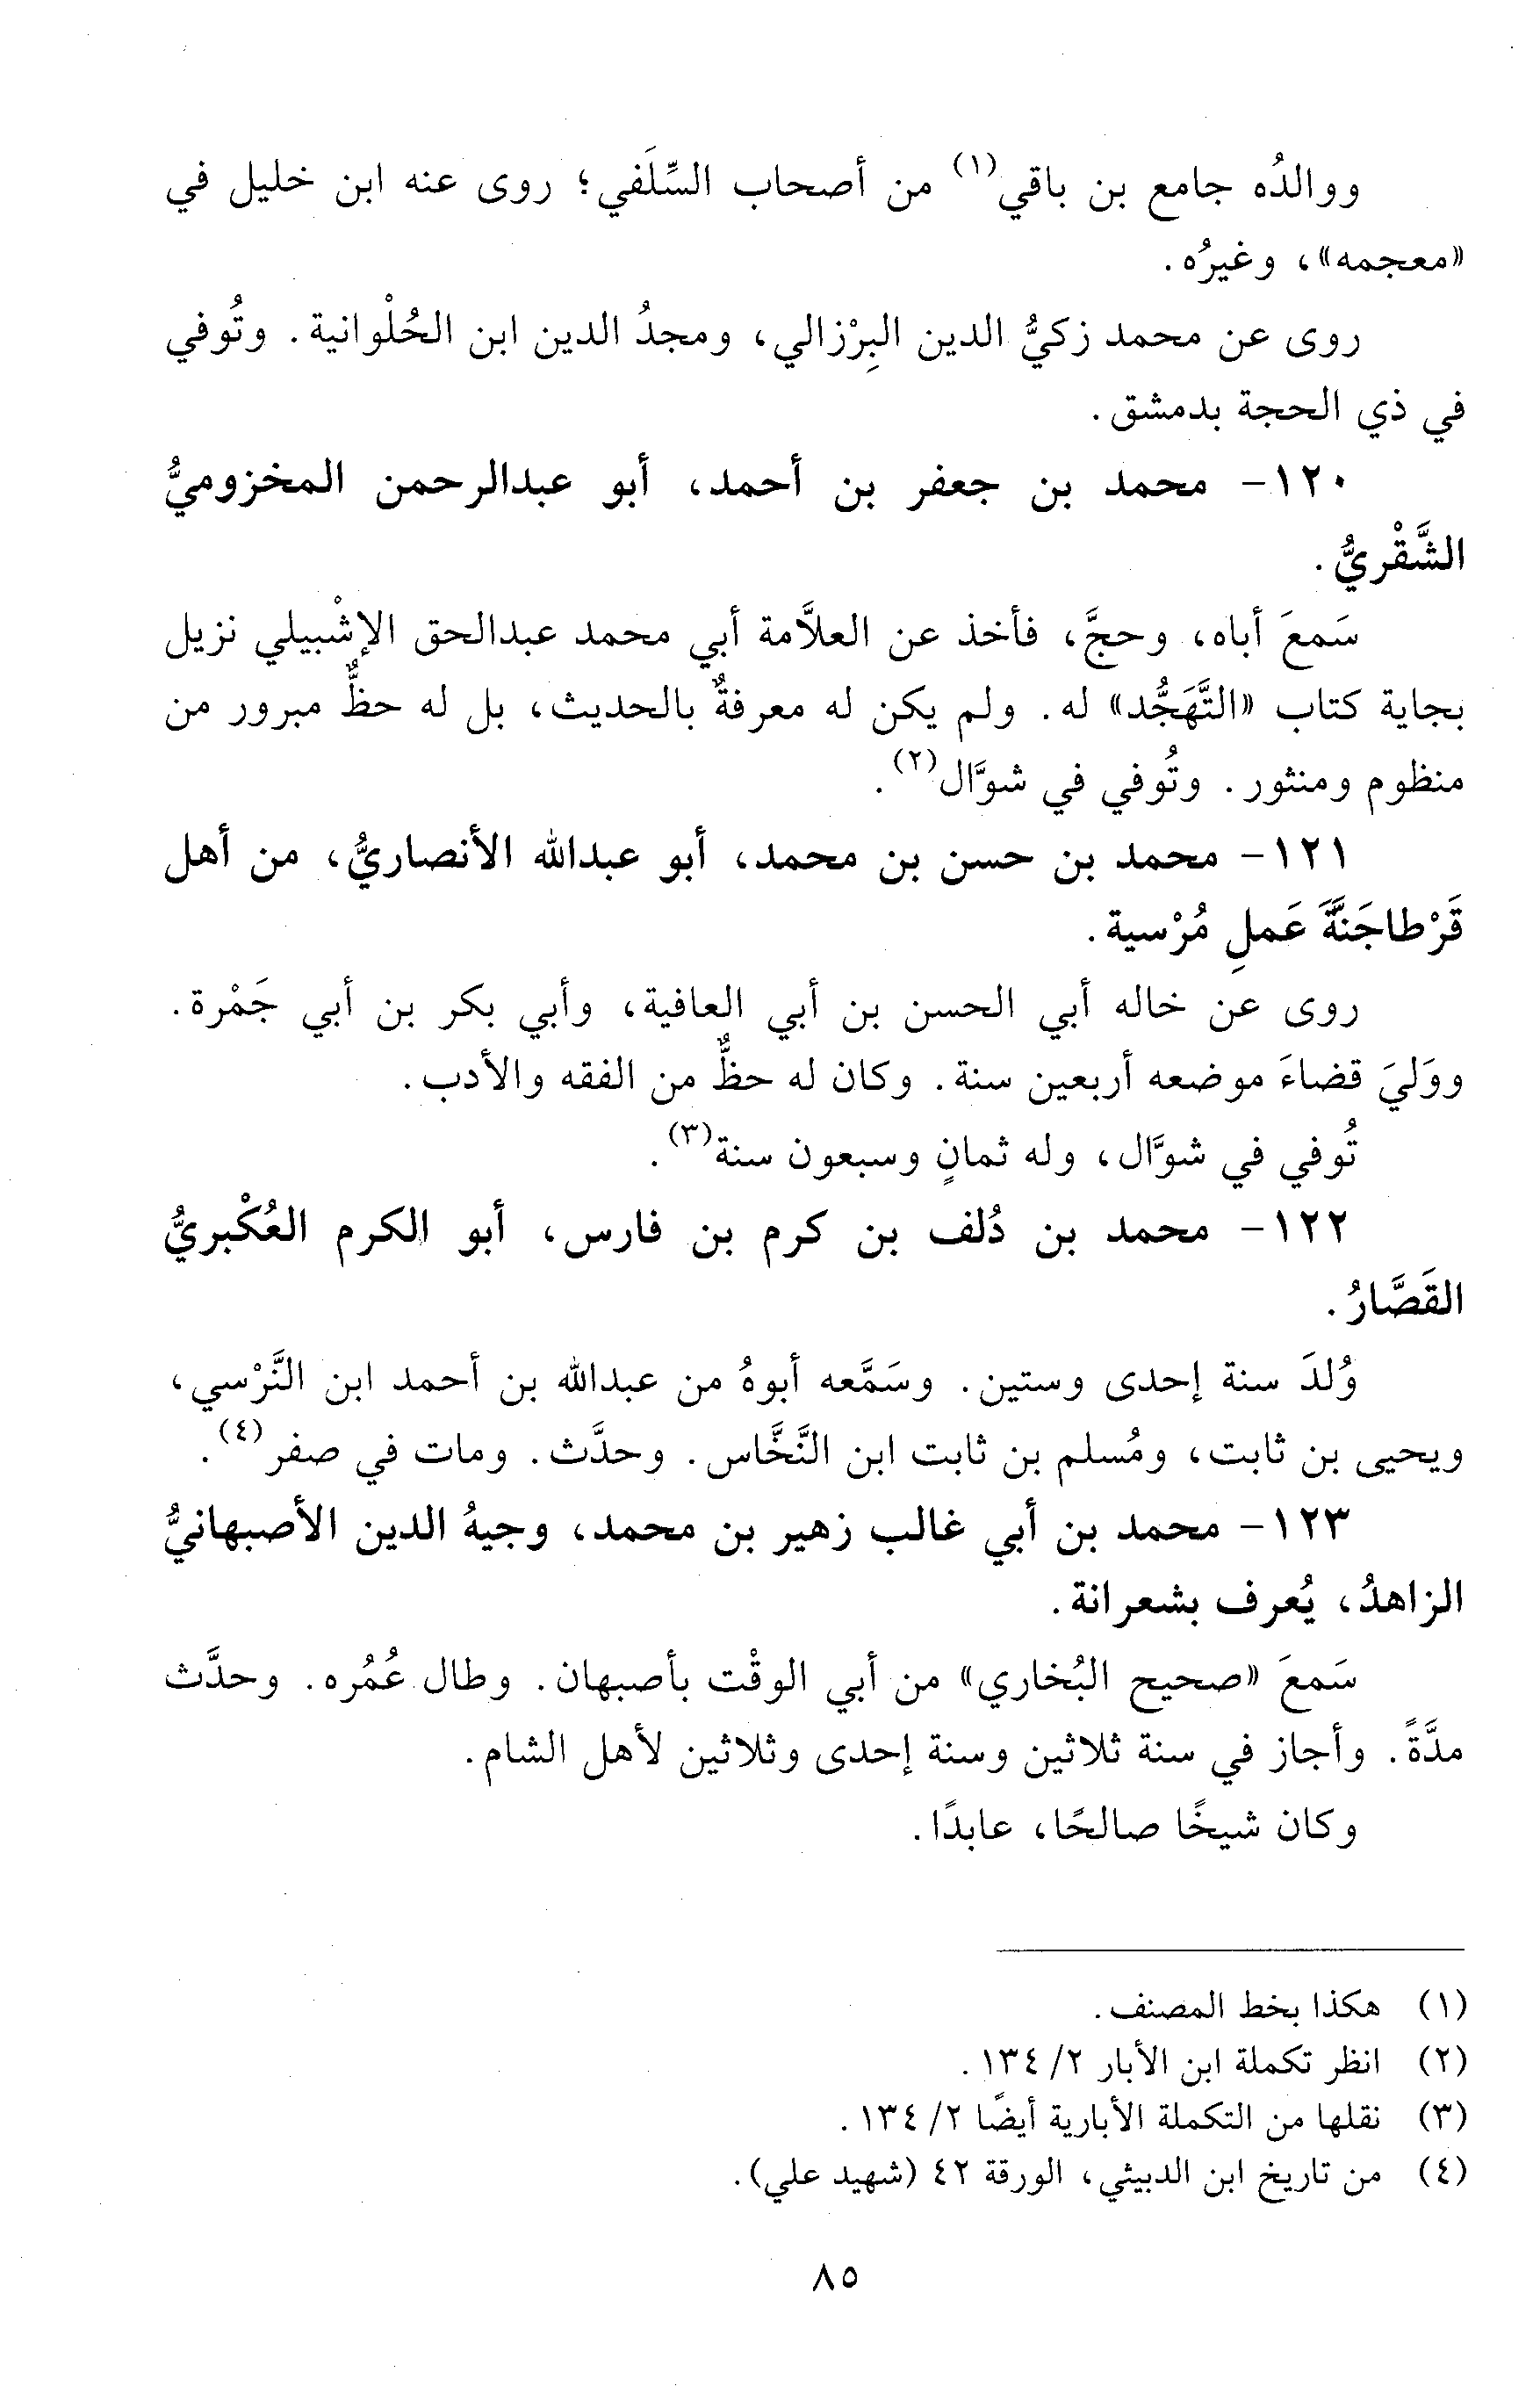 ووالدُه جامع بن باقي(١) من أصحاب السِّلَفي؛ روى عنه ابن خليل في
«معجمه»، وغيرُه.
روى عن محمد زكيُّ الدين البِرْزالي، ومجدُ الدين ابن الحُلْوانية. وتُوفي
في ذي الحجة بدمشق.
١٢٠- محمد بن جعفر بن أحمد، أبو عبدالرحمن المخزوميُّ
الشَّقْريُّ.
سَمعَ أباه، وحجَّ، فأخذ عن العلاَّمة أبي محمد عبدالحق الإشْبيلي نزيل
بجاية كتاب «التَّهَجُّد» له. ولم يكن له معرفةٌ بالحديث، بل له حظٌّ مبرور من
منظوم ومنثور. وتُوفي في شوَّال(٢).
١٢١- محمد بن حسن بن محمد، أبو عبدالله الأنصاريُّ، من أهل
قَرْطاجَنَّةَ عَملِ مُرْسية.
روى عن خاله أبي الحسن بن أبي العافية، وأبي بكر بن أبي جَمْرة.
ووَليَ قضاءَ موضعه أربعين سنة. وكان له حظٌّ من الفقه والأدب.
تُوفي في شوَّال، وله ثمانٍ وسبعون سنة(٣).
١٢٢- محمد بن دُلف بن كرم بن فارس، أبو الكرم العُكْبريُّ
القَصَّارُ.
وُلدَ سنة إحدى وستين. وسَمَّعه أبوهُ من عبدالله بن أحمد ابن النَّرْسي،
ويحيى بن ثابت، ومُسلم بن ثابت ابن النَّخَّاس. وحدَّث. ومات في صفر(٤).
١٢٣- محمد بن أبي غالب زهير بن محمد، وجيهُ الدين الأصبهانيُّ
الزاهدُ، يُعرف بشعرانة.
سَمعَ «صحيح البُخاري» من أبي الوقْت بأصبهان. وطال عُمُره. وحدَّث
مدَّةً. وأجاز في سنة ثلاثين وسنة إحدى وثلاثين لأهل الشام.
وكان شيخًا صالحًا، عابدًا.
(١) هكذا بخط المصنف.
(٢) انظر تكملة ابن الأبار ٢/ ١٣٤.
(٣) نقلها من التكملة الأبارية أيضًا ٢/ ١٣٤.
(٤) من تاريخ ابن الدبيثي، الورقة ٤٢ (شهيد علي).
٨٥